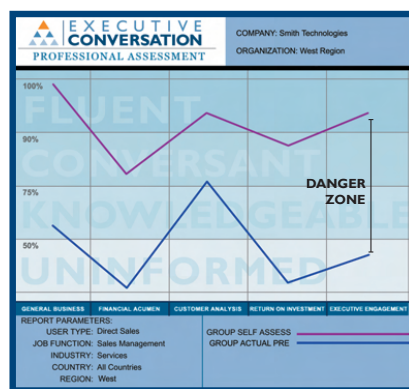 EXECUTIVE
CONVERSATION
PROFESSIONAL ASSESSMENT
COMPANY: Smith Technologies
ORGANIZATION: West Region
100%
FLUENT
90%
CONVERSANT
75%
DANGER
ZONE
KNOWLEDGEABLE
50%
UNINFORMED
GENERAL BUSINESS FINANCIAL ACUMEN CUSTOMER ANALYSIS RETURN ON INVESTMENT EXECUTIVE ENGAGEMENT
REPORT PARAMETERS:
USER TYPE: Direct Sales
JOB FUNCTION: Sales Management
INDUSTRY: Services
COUNTRY: All Countries
REGION: West
GROUP SELF ASSESS
GROUP ACTUAL PRE